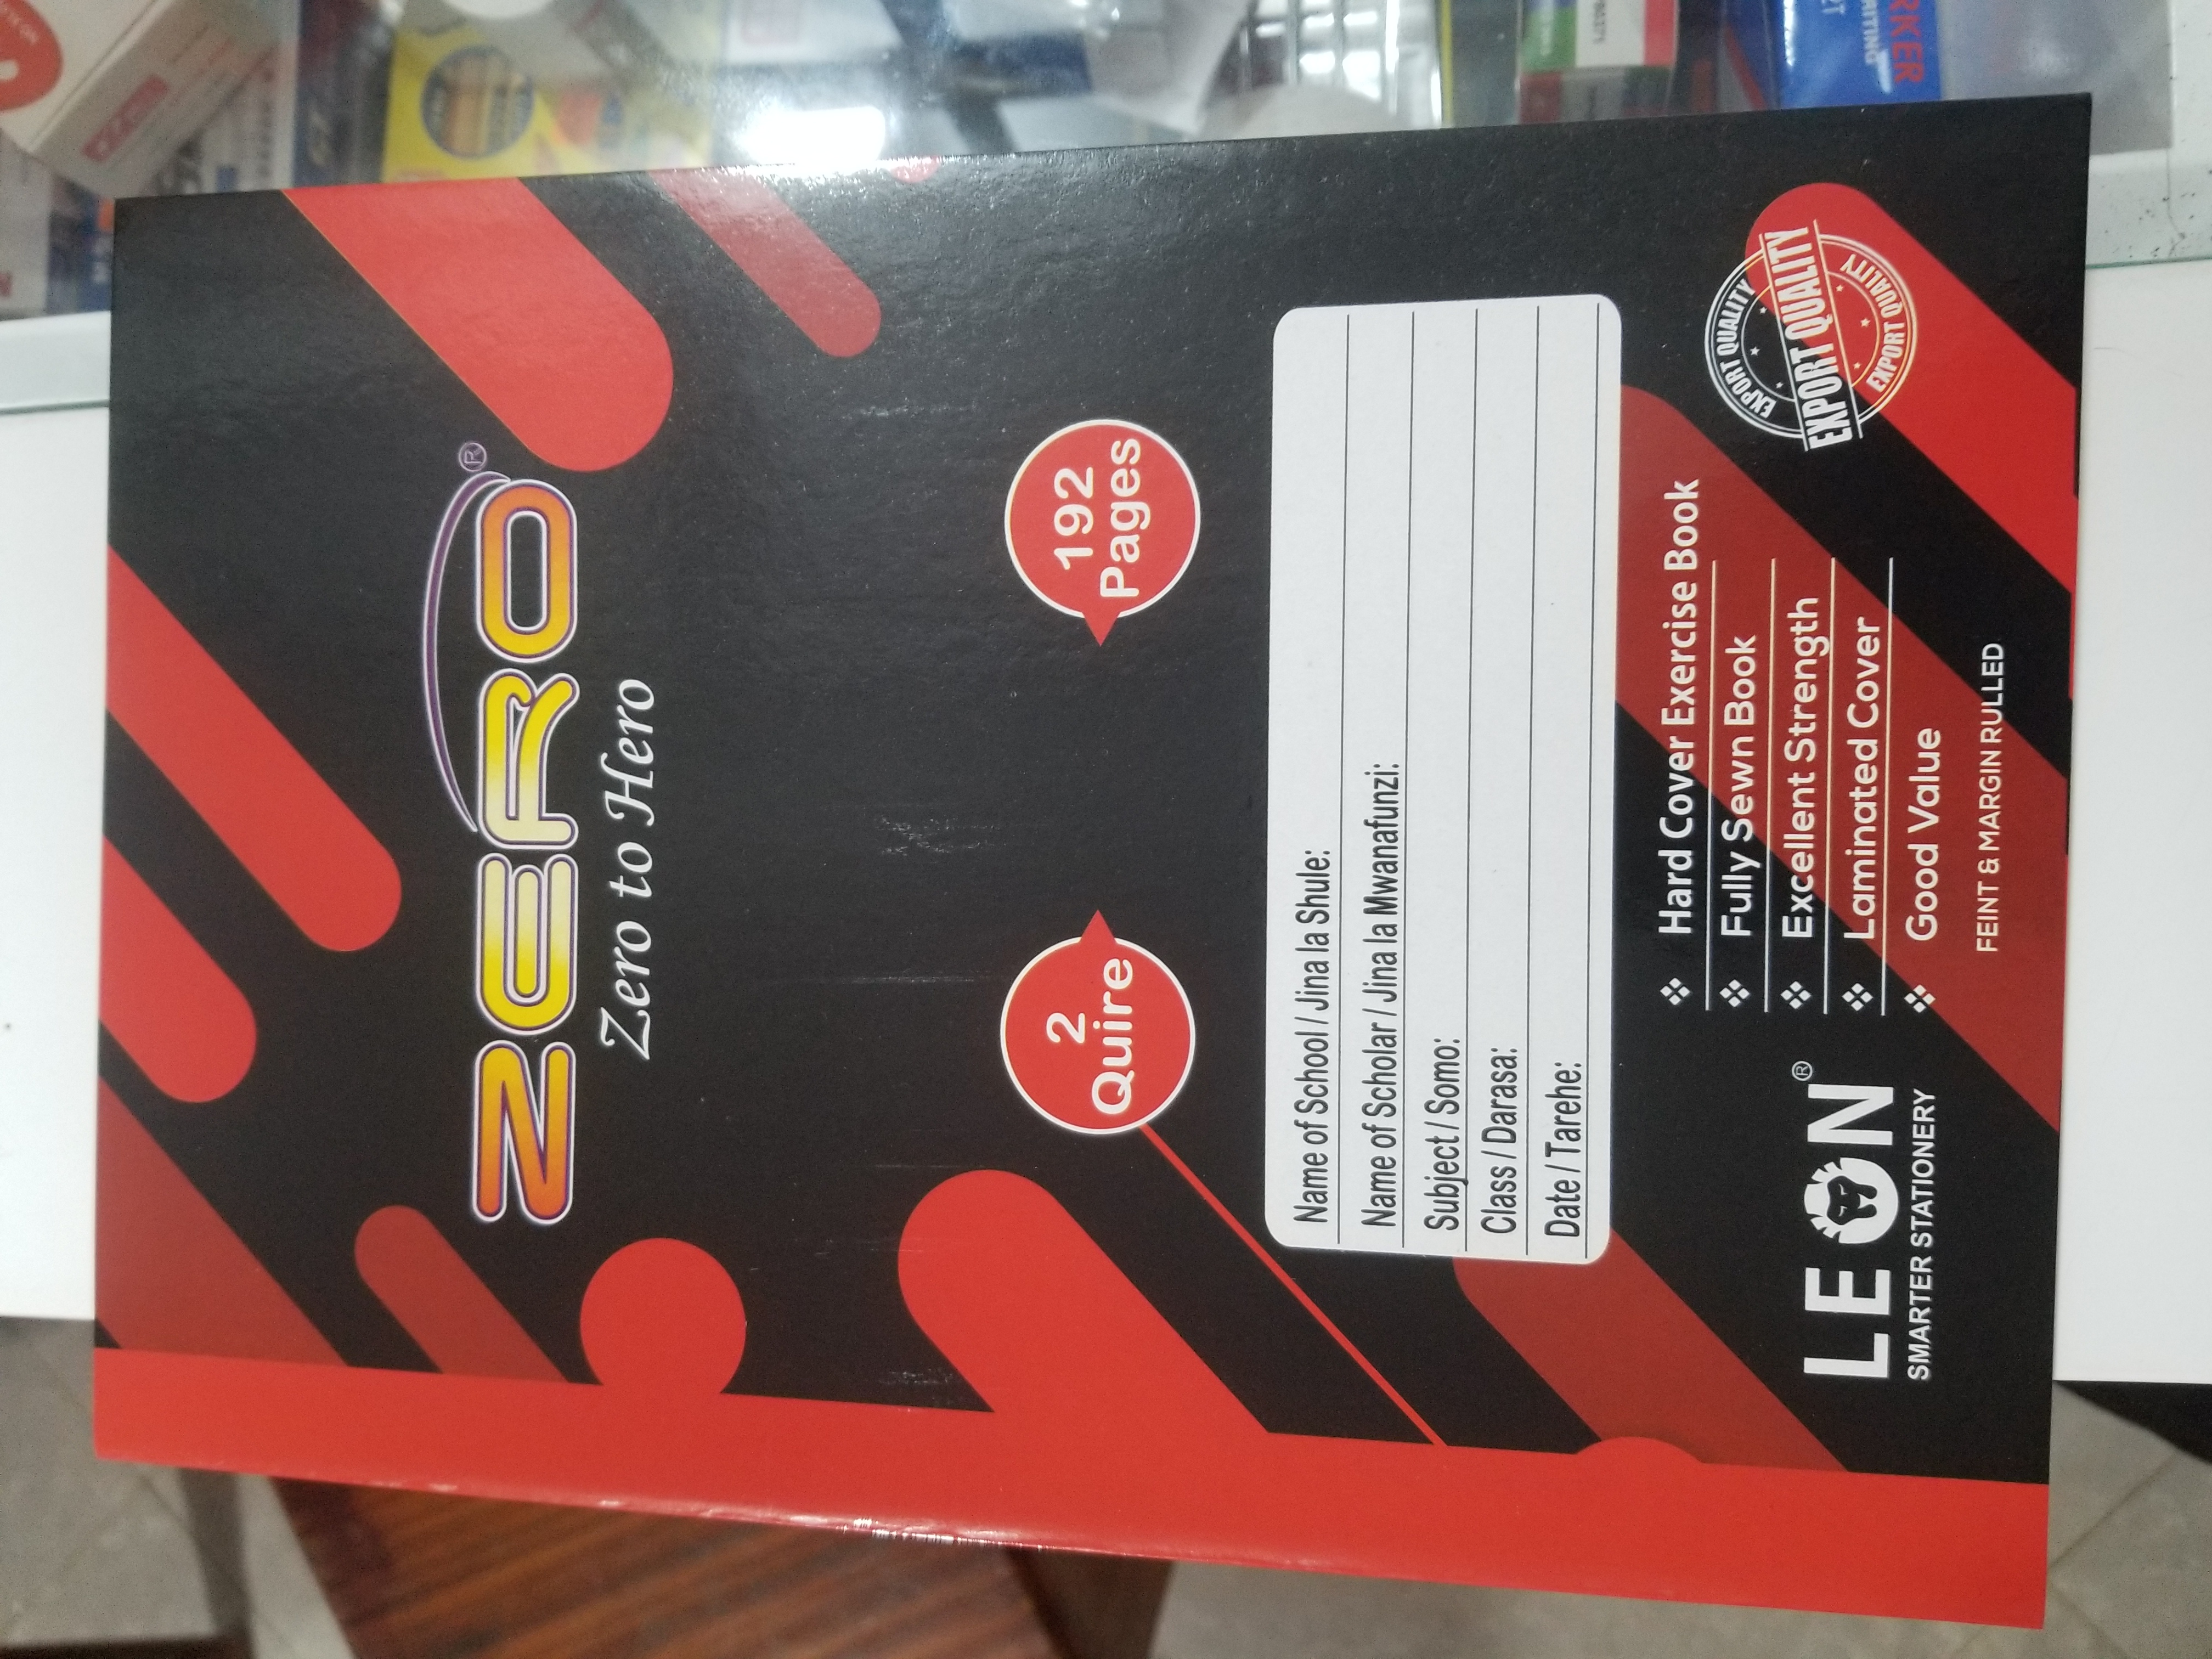 ZERO®
Zero to Hero
2
Quire
192
Pages
Name of School / Jina la Shule:
Name of Scholar / Jina la Mwanafunzi:
Subject / Somo:
Class / Darasa:
Date / Tarehe:
❖ Hard Cover Exercise Book
❖ Fully Sewn Book
❖ Excellent Strength
❖ Laminated Cover
❖ Good Value
FEINT & MARGIN RULLED
LEON®
SMARTER STATIONERY
EXPORT QUALITY
EXPORT QUALITY
EXPORT QUALITY